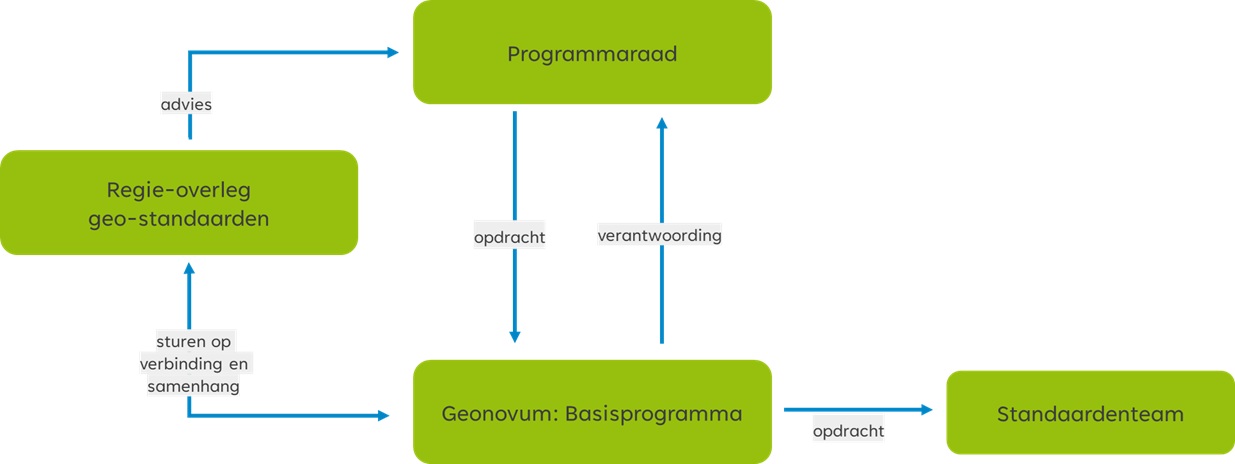 Programmaraad
advies
Regie-overleg
geo-standaarden
opdracht
verantwoording
sturen op
verbinding en
samenhang
Geonovum: Basisprogramma
opdracht
Standaardenteam